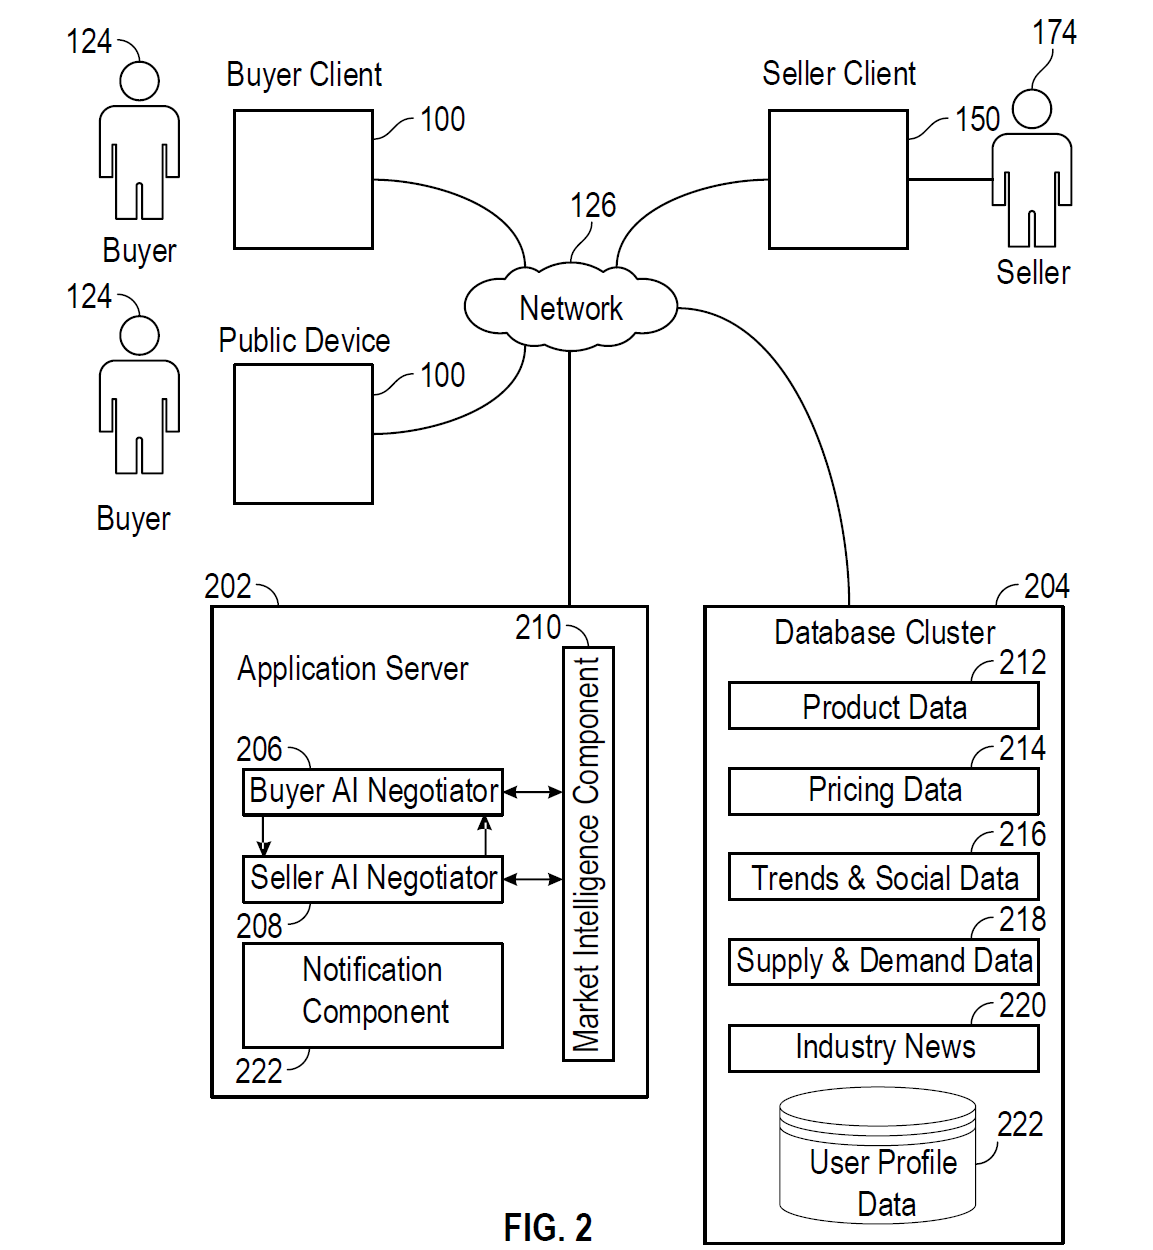 124
Buyer
Buyer Client
100
Seller Client
150
174
Seller
126
Network
124
Buyer
Public Device
100
202
Application Server
206
Buyer AI Negotiator
Seller AI Negotiator
208
Notification
Component
222
210
Market Intelligence Component
204
Database Cluster
212
Product Data
214
Pricing Data
216
Trends & Social Data
218
Supply & Demand Data
220
Industry News
222
User Profile
Data
FIG. 2